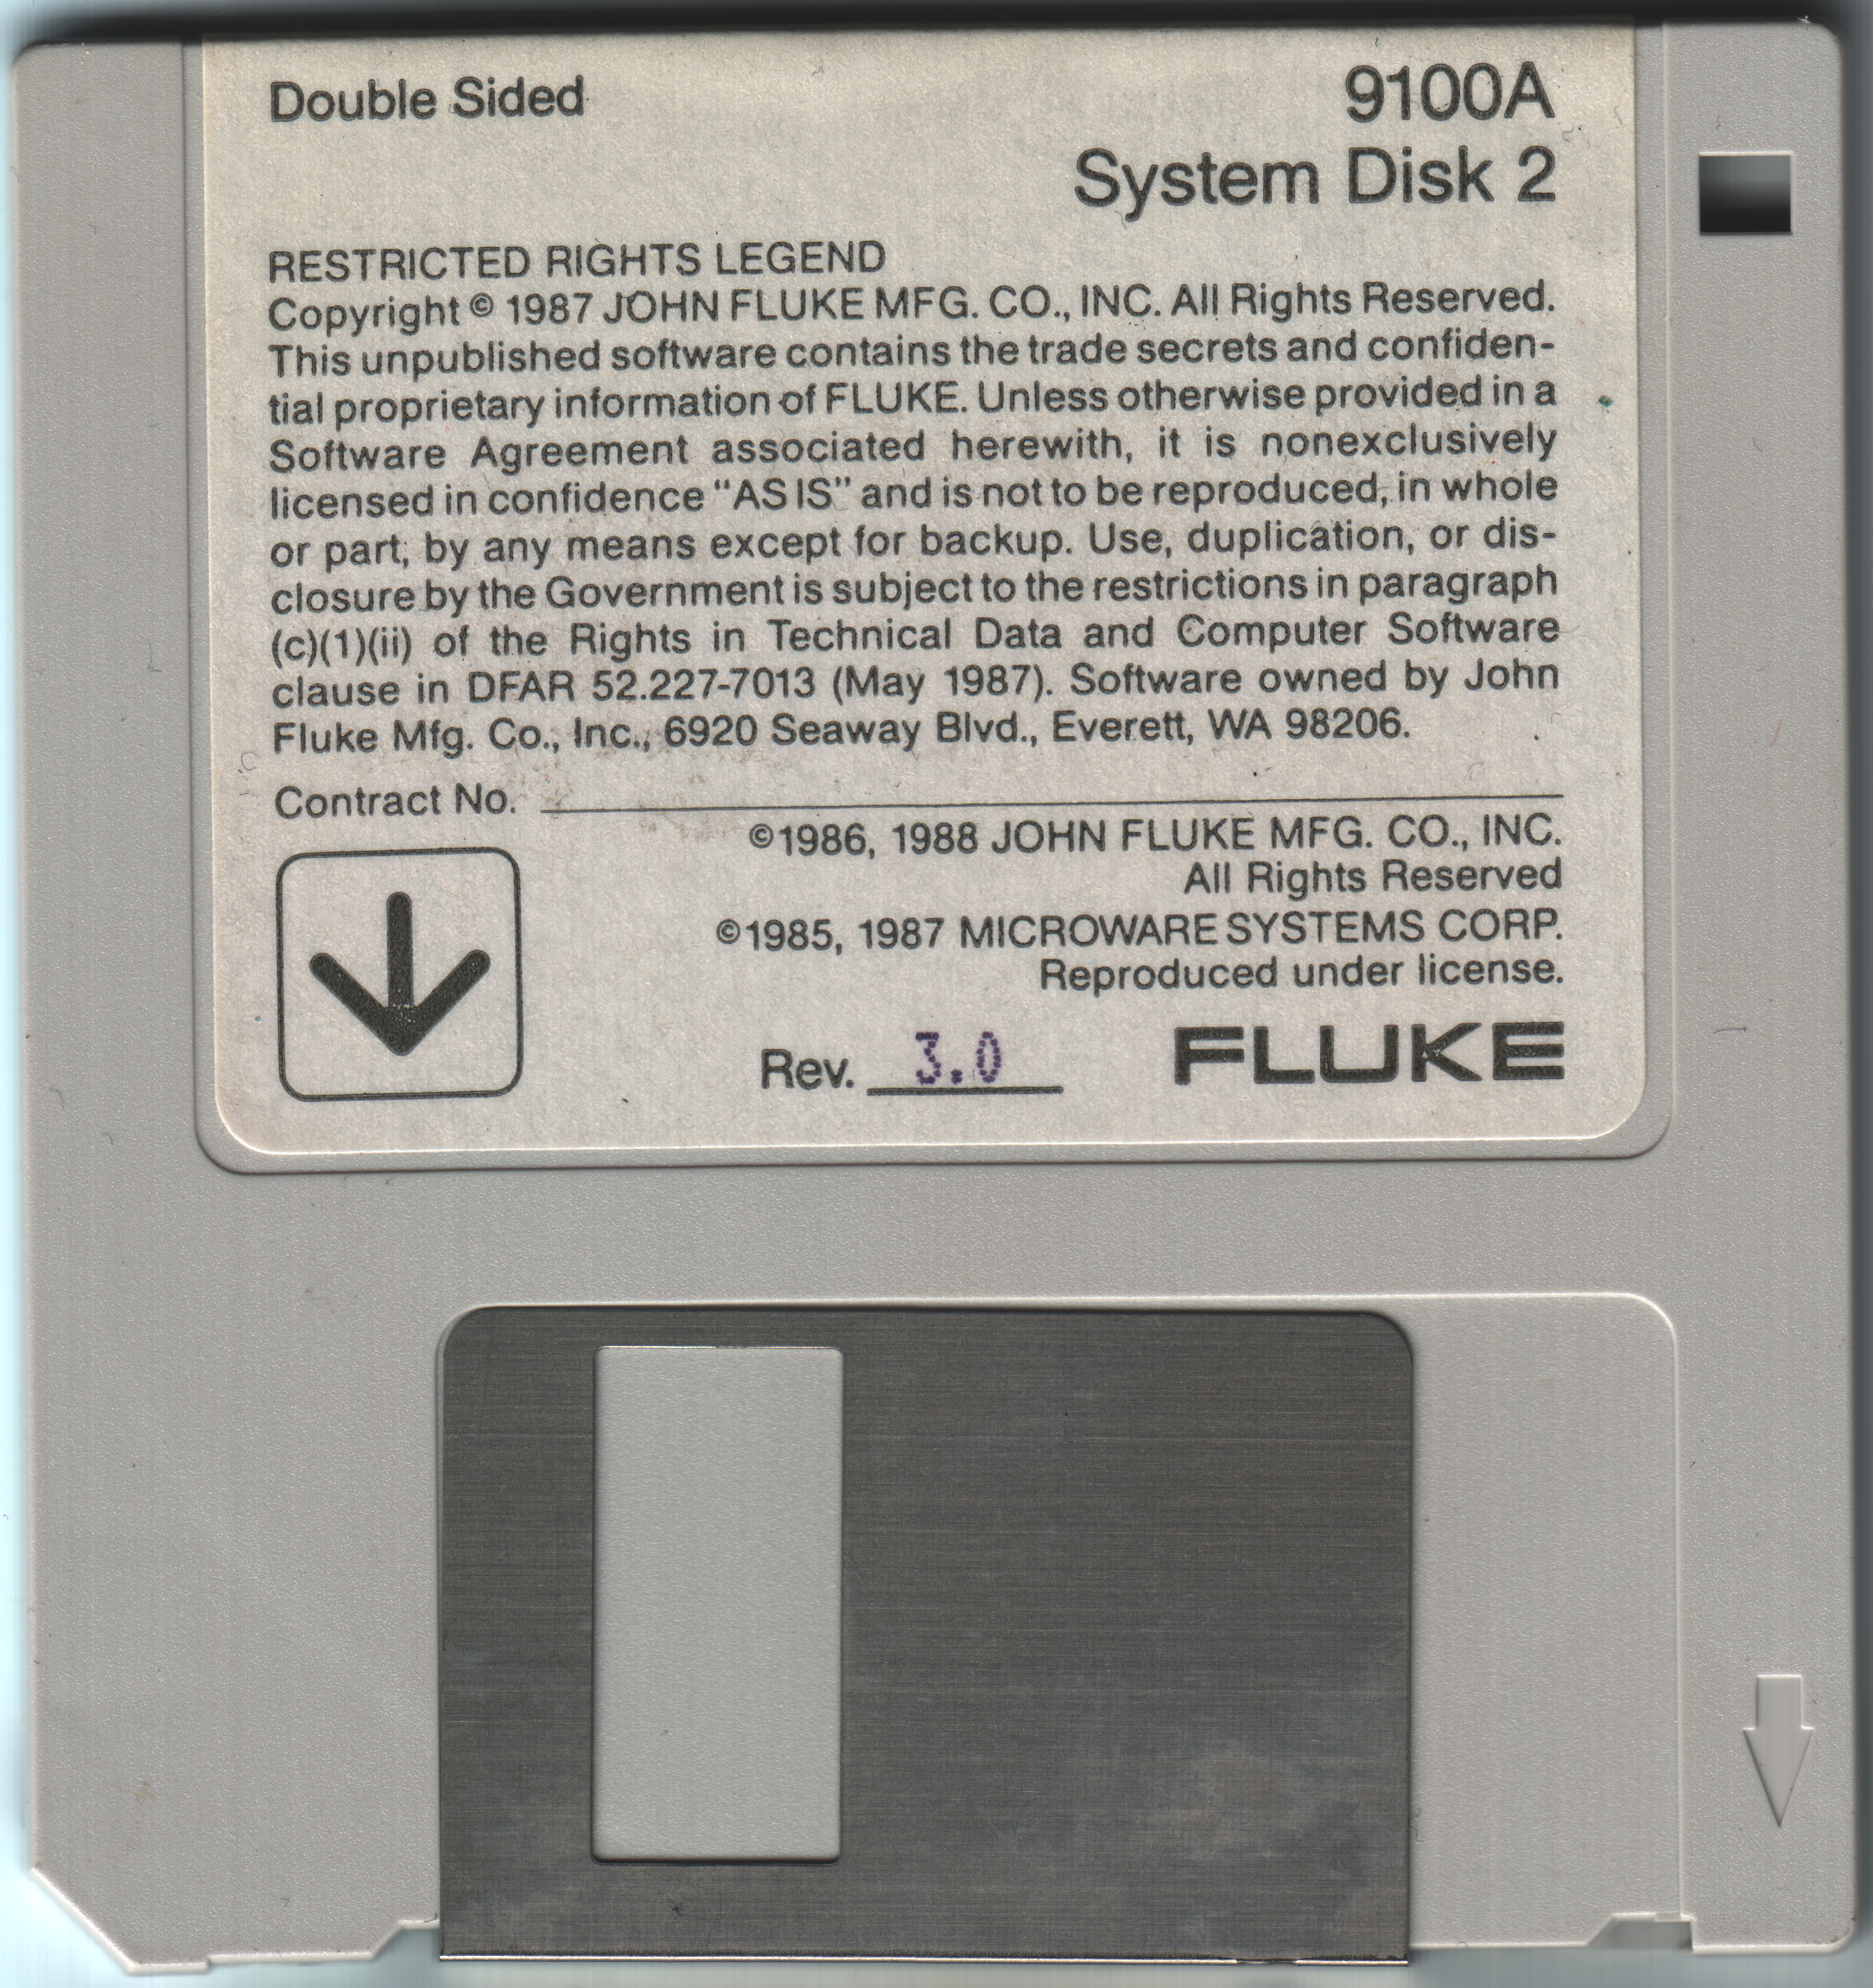 Double Sided
9100A
System Disk 2
RESTRICTED RIGHTS LEGEND
Copyright © 1987 JOHN FLUKE MFG. CO., INC. All Rights Reserved.
This unpublished software contains the trade secrets and confiden-
tial proprietary information of FLUKE. Unless otherwise provided in a
Software Agreement associated herewith, it is nonexclusively
licensed in confidence “AS IS” and is not to be reproduced, in whole
or part, by any means except for backup. Use, duplication, or dis-
closure by the Government is subject to the restrictions in paragraph
(c)(1)(ii) of the Rights in Technical Data and Computer Software
clause in DFAR 52.227-7013 (May 1987). Software owned by John
Fluke Mfg. Co., Inc., 6920 Seaway Blvd., Everett, WA 98206.
Contract No.
©1986, 1988 JOHN FLUKE MFG. CO., INC.
All Rights Reserved
©1985, 1987 MICROWARE SYSTEMS CORP.
Reproduced under license.
Rev. 3.0
FLUKE